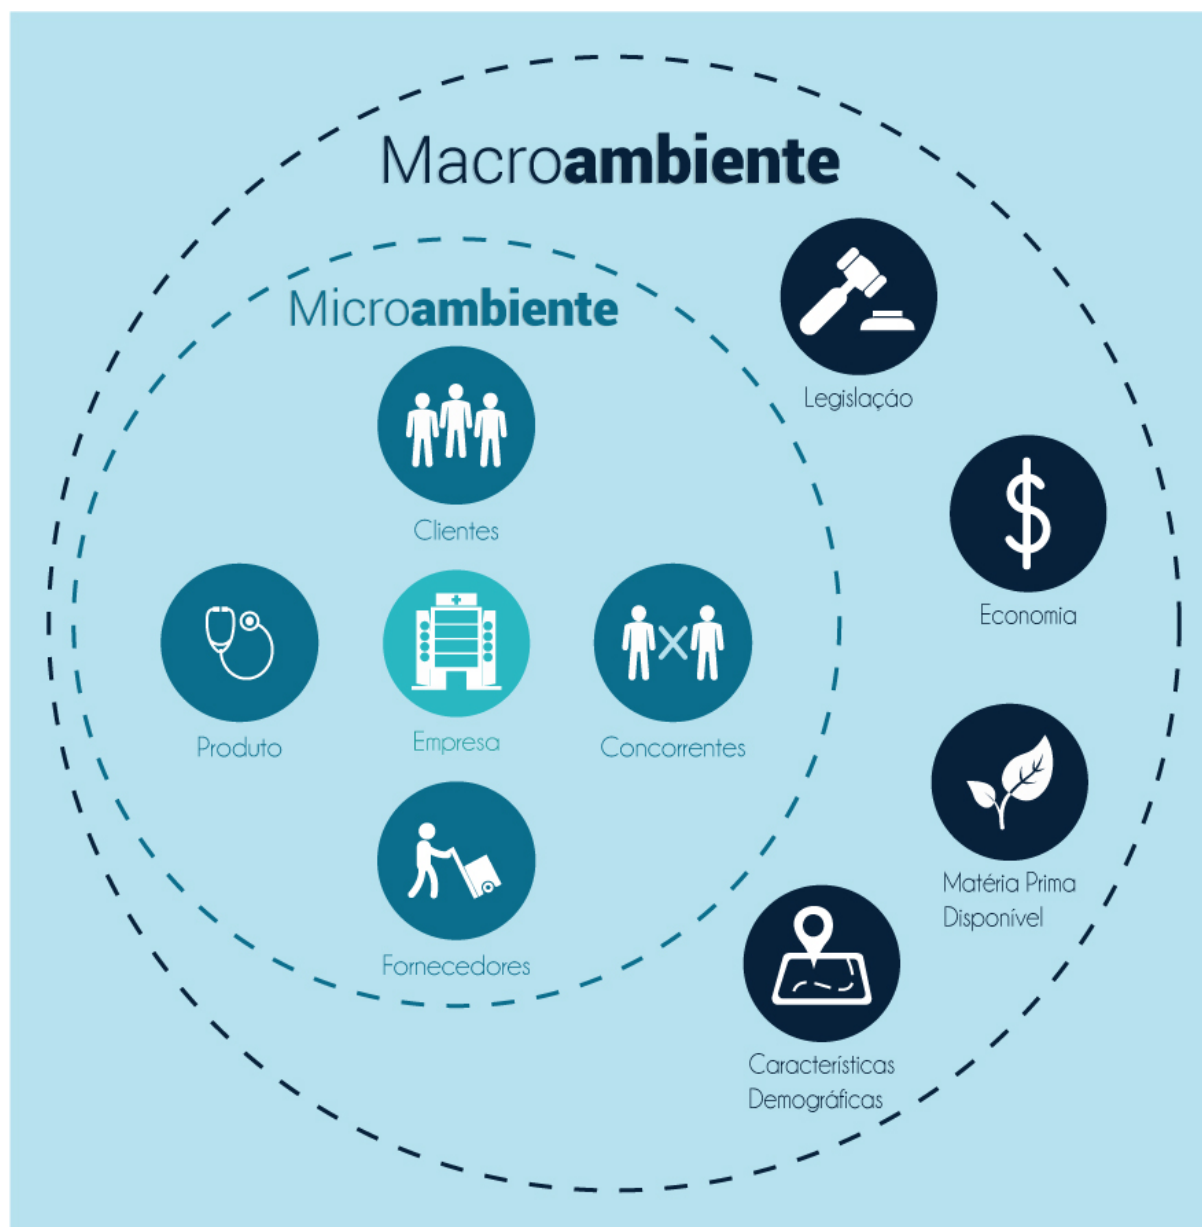 Macroambiente
Microambiente
Legislação
Clientes
Economia
Produto
Empresa
Concorrentes
Matéria Prima
Disponível
Fornecedores
Características
Demográficas